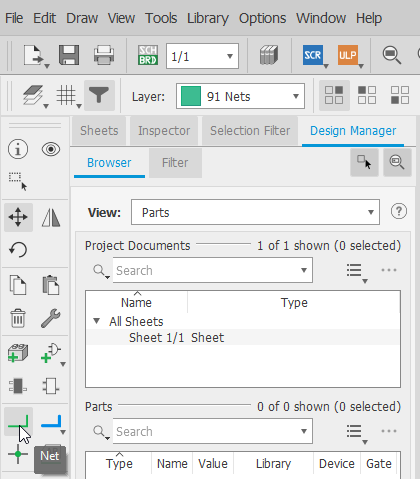 File Edit Draw View Tools Library Options Window Help
SCH
BRD
1/1
SCR
ULP
Layer:
91 Nets
Sheets
Inspector
Selection Filter
Design Manager
Browser
Filter
View:
Parts
Project Documents
1 of 1 shown (0 selected)
Search
Name
Type
All Sheets
Sheet 1/1 Sheet
Parts
0 of 0 shown (0 selected)
Search
Net
Type Name Value Library Device Gate